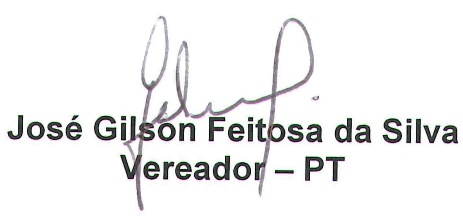 José Gilson Feitosa da Silva
Vereador – PT